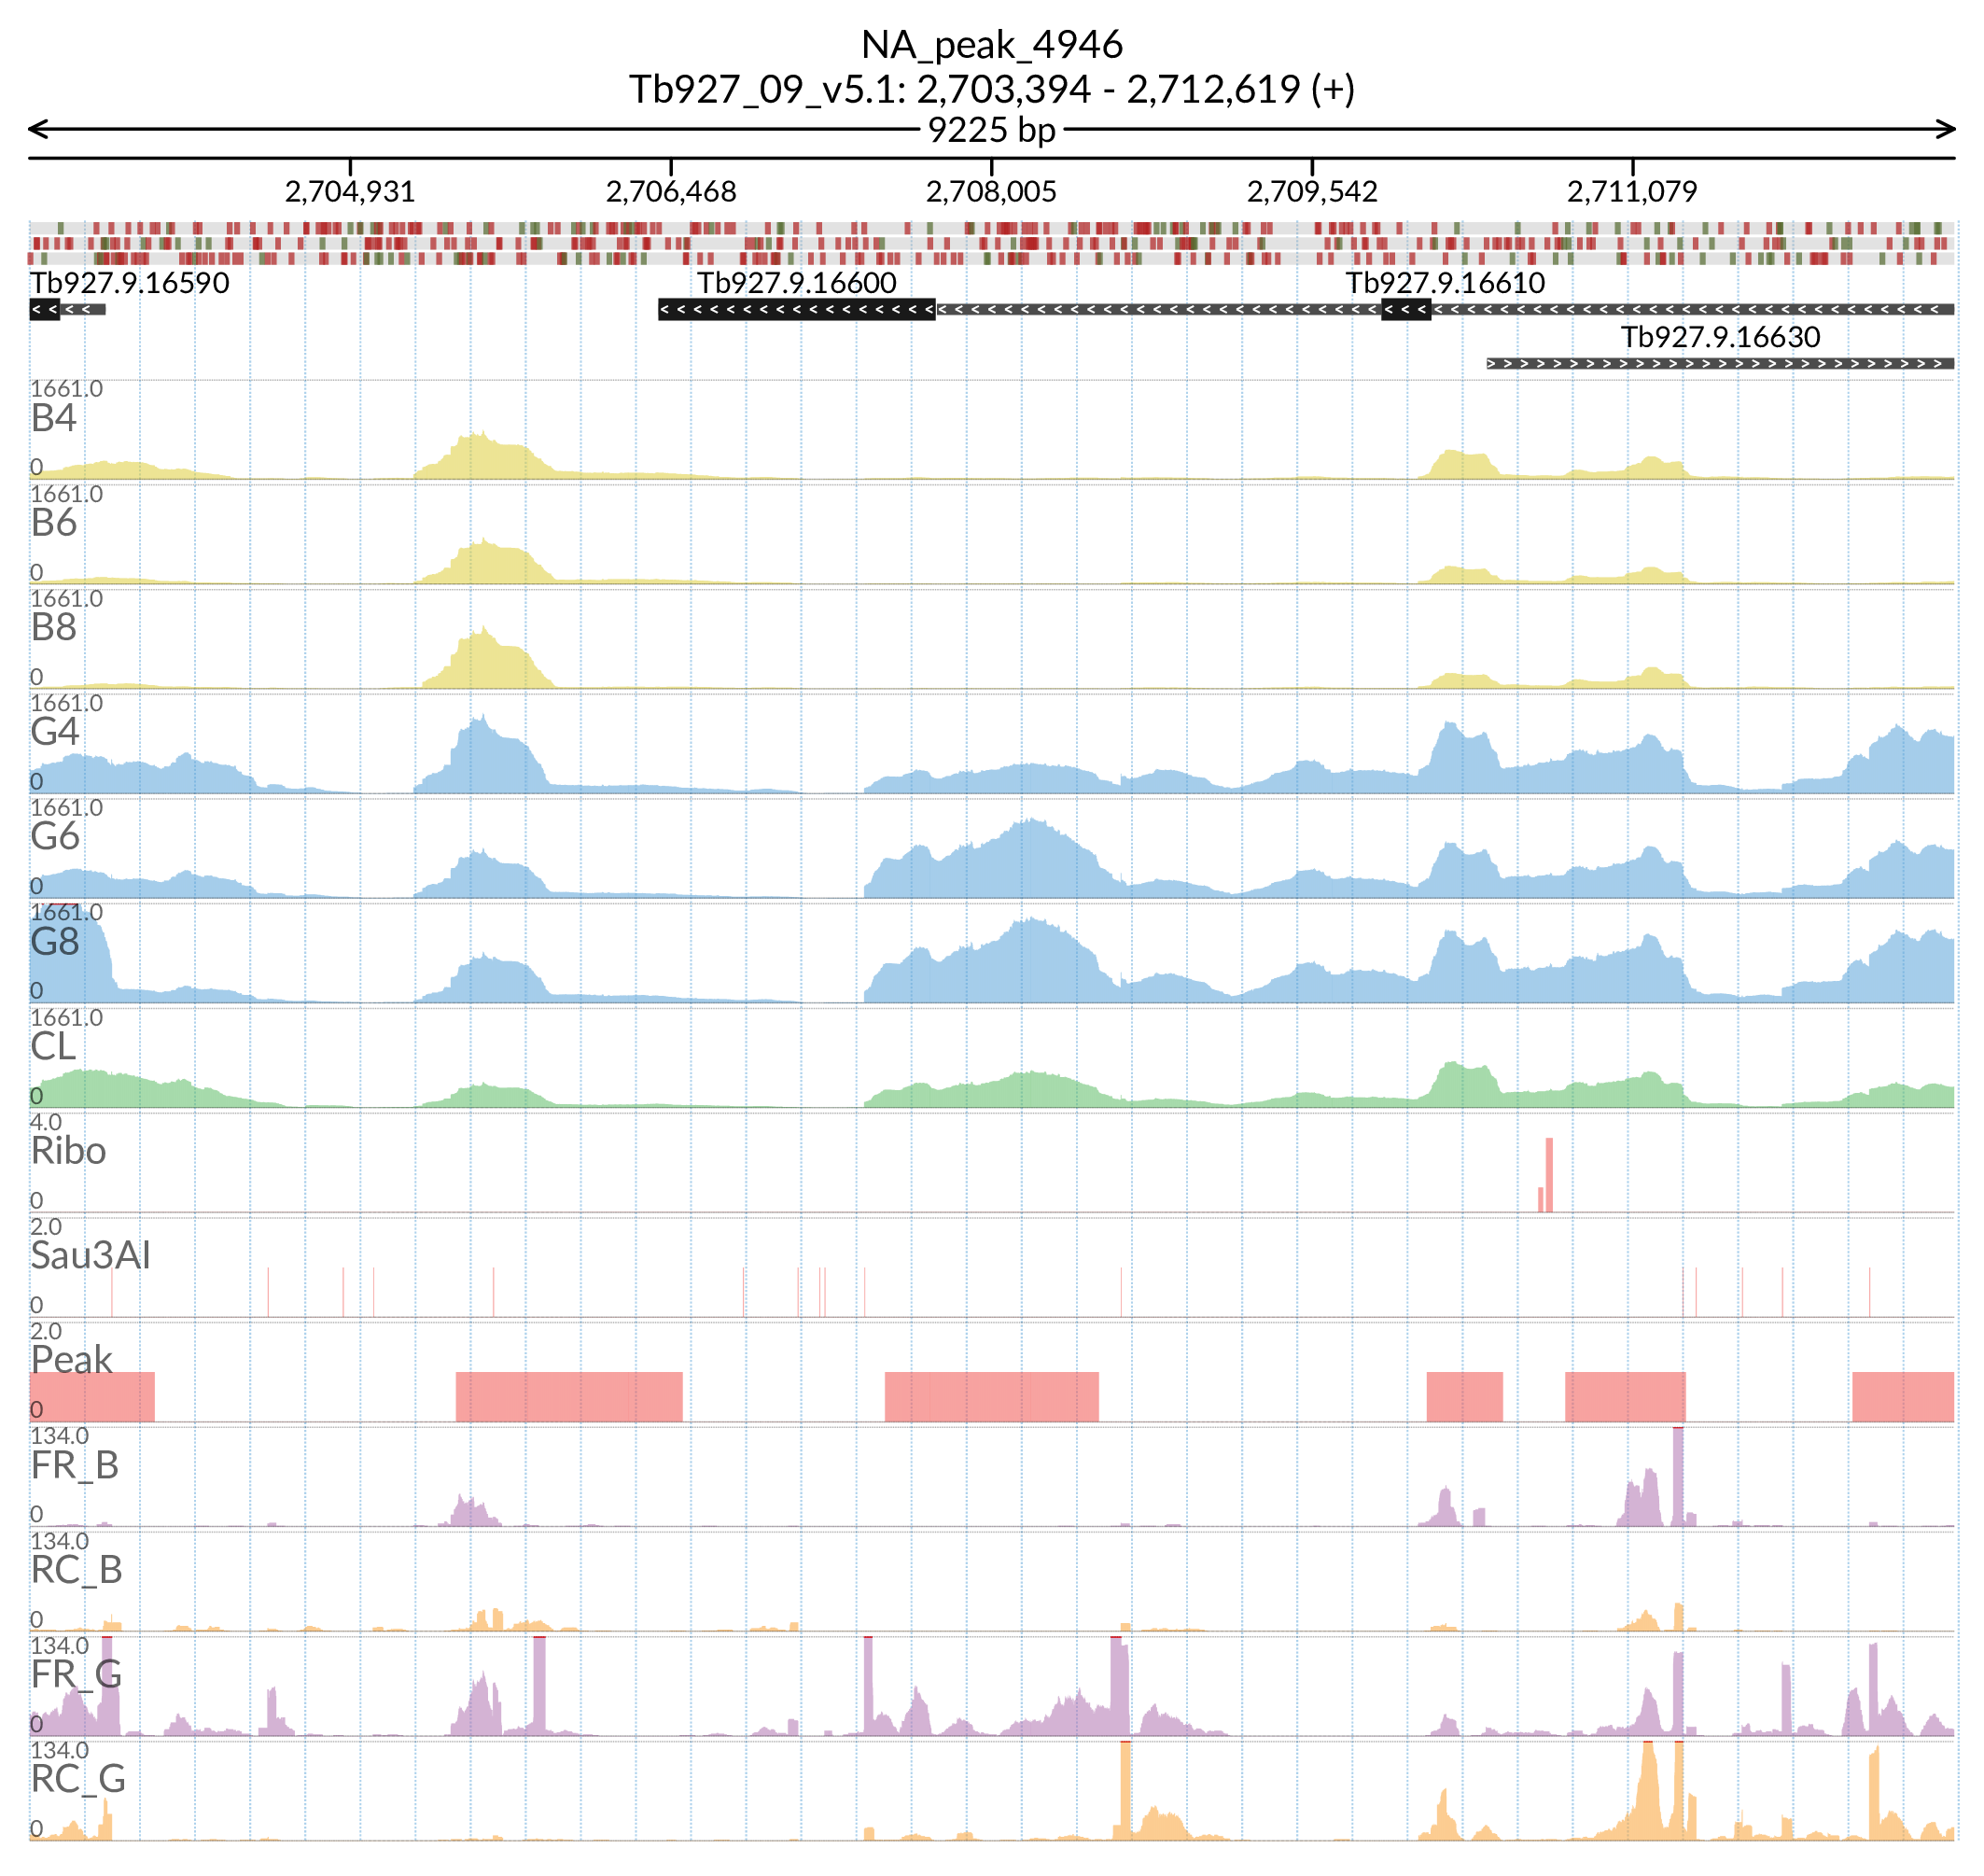 NA_peak_4946
Tb927_09_v5.1: 2,703,394 - 2,712,619 (+)
9225 bp
2,704,931 2,706,468 2,708,005 2,709,542 2,711,079
Tb927.9.16590 Tb927.9.16600 Tb927.9.16610
Tb927.9.16630
1661.0
B4
0
1661.0
B6
0
1661.0
B8
0
1661.0
G4
0
1661.0
G6
0
1661.0
G8
0
1661.0
CL
0
4.0
Ribo
0
2.0
Sau3AI
0
2.0
Peak
0
134.0
FR_B
0
134.0
RC_B
0
134.0
FR_G
0
134.0
RC_G
0